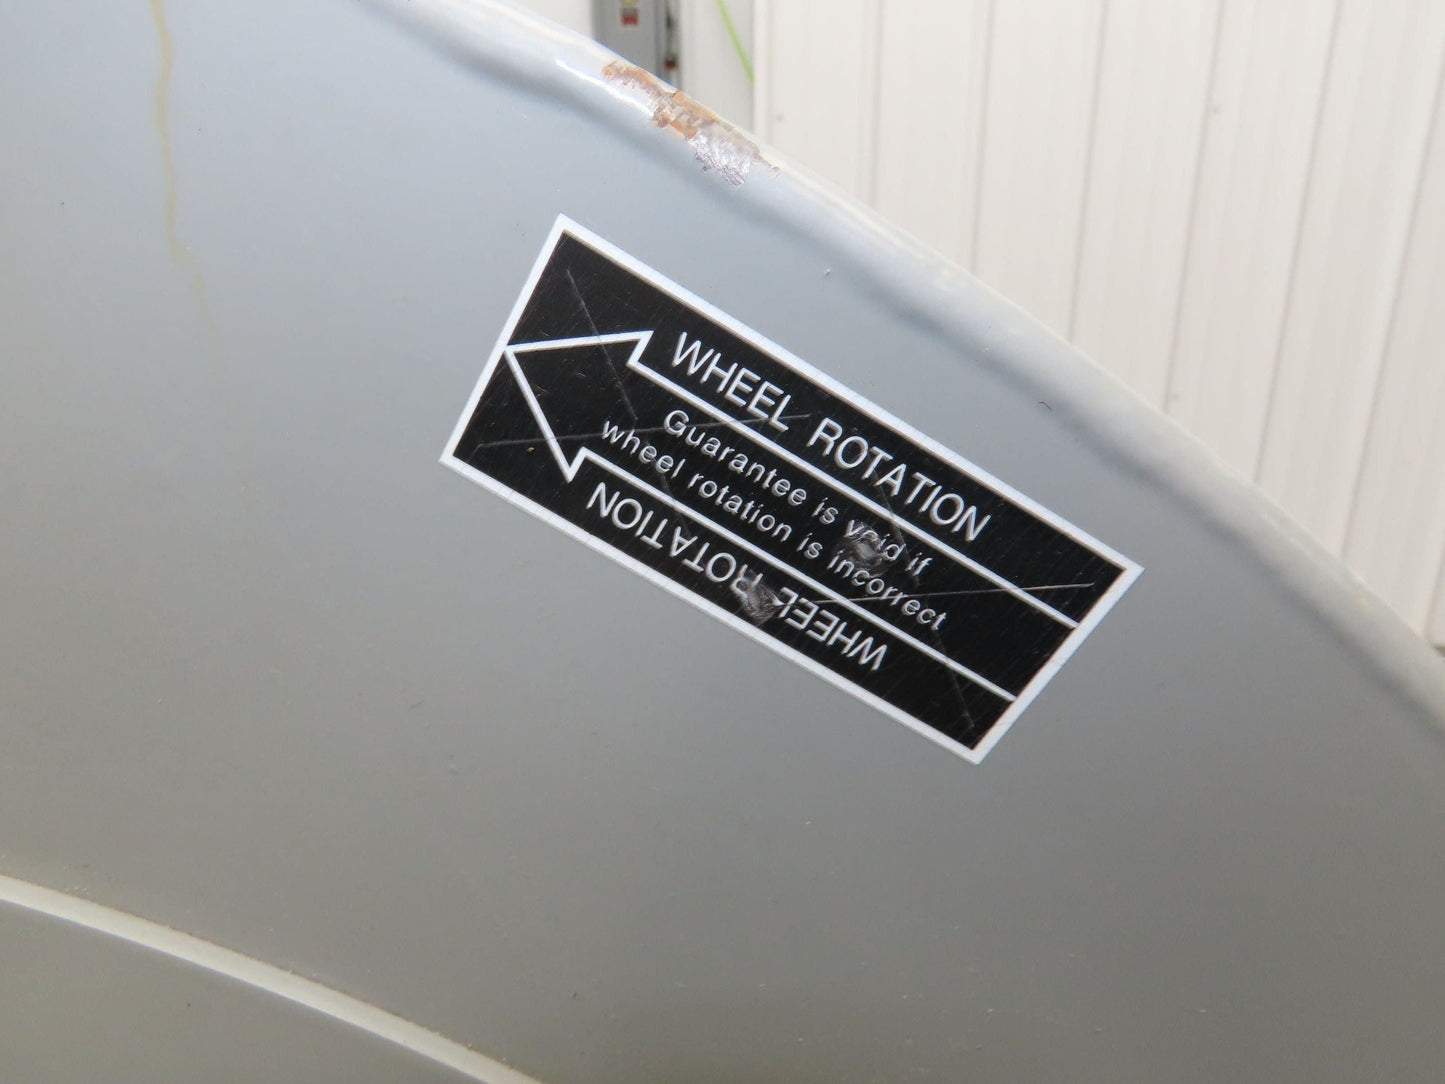 WHEEL ROTATION
Guarantee is void if
wheel rotation is incorrect
WHEEL ROTATION